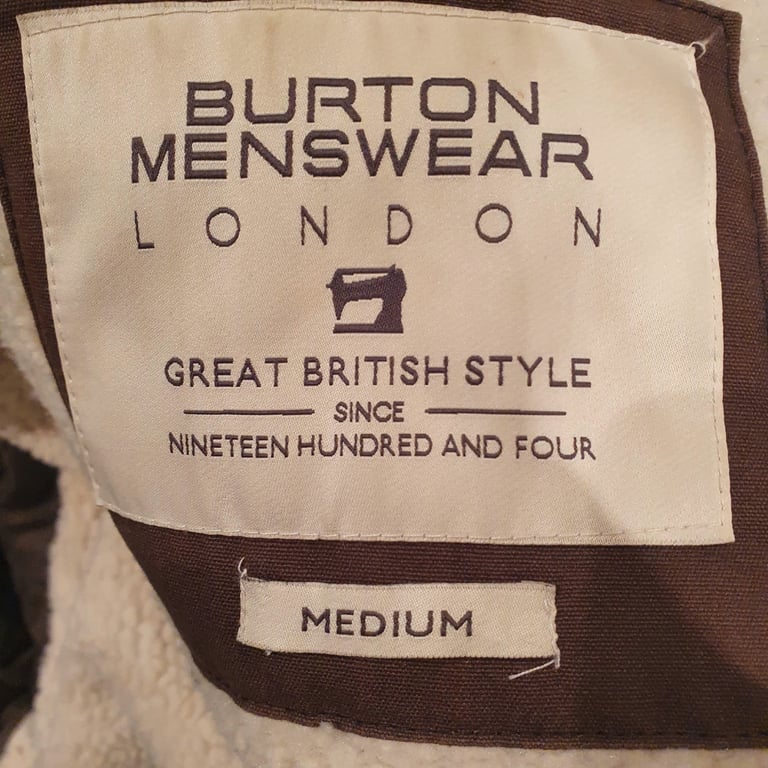 BURTON
MENSWEAR
LONDON
GREAT BRITISH STYLE
SINCE
NINETEEN HUNDRED AND FOUR
MEDIUM